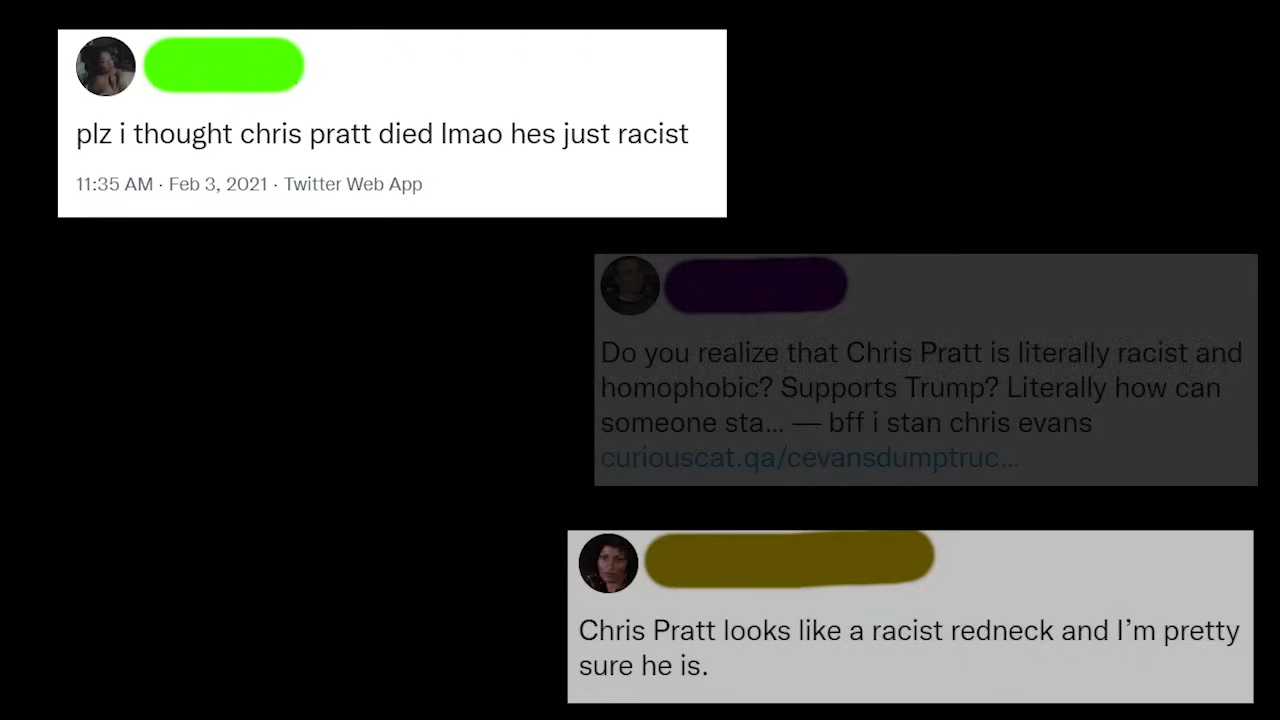 plz i thought chris pratt died lmao hes just racist
11:35 AM · Feb 3, 2021 · Twitter Web App
Do you realize that Chris Pratt is literally racist and
homophobic? Supports Trump? Literally how can
someone sta... — bff i stan chris evans
curiouscat.qa/cevansdumptruc...
Chris Pratt looks like a racist redneck and I’m pretty
sure he is.